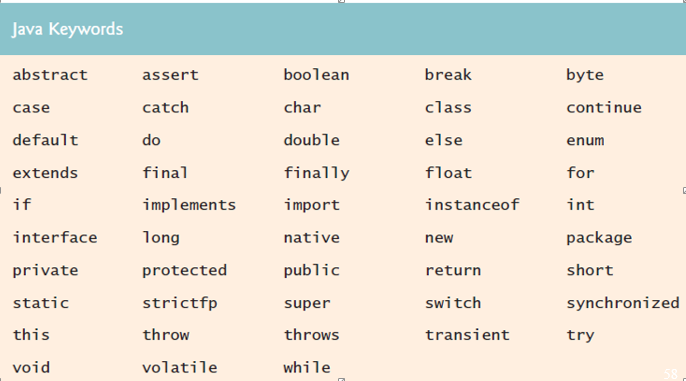 Java Keywords
abstract assert boolean break byte
case catch char class continue
default do double else enum
extends final finally float for
if implements import instanceof int
interface long native new package
private protected public return short
static strictfp super switch synchronized
this throw throws transient try
void volatile while
58